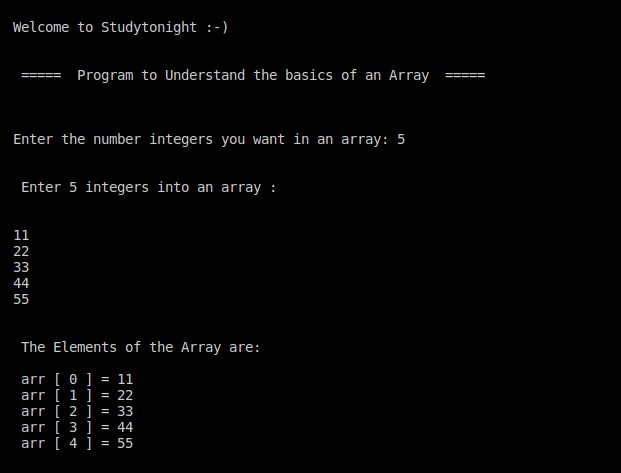 Welcome to Studytonight :-)
===== Program to Understand the basics of an Array =====
Enter the number integers you want in an array: 5
Enter 5 integers into an array :
11
22
33
44
55
The Elements of the Array are:
arr [ 0 ] = 11
arr [ 1 ] = 22
arr [ 2 ] = 33
arr [ 3 ] = 44
arr [ 4 ] = 55